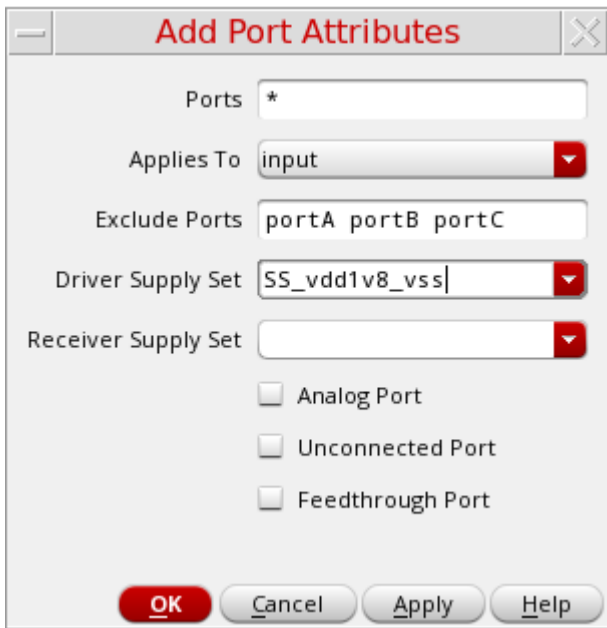 Add Port Attributes
Ports *
Applies To input
Exclude Ports portA portB portC
Driver Supply Set SS_vdd1v8_vss
Receiver Supply Set
Analog Port
Unconnected Port
Feedthrough Port
OK Cancel Apply Help